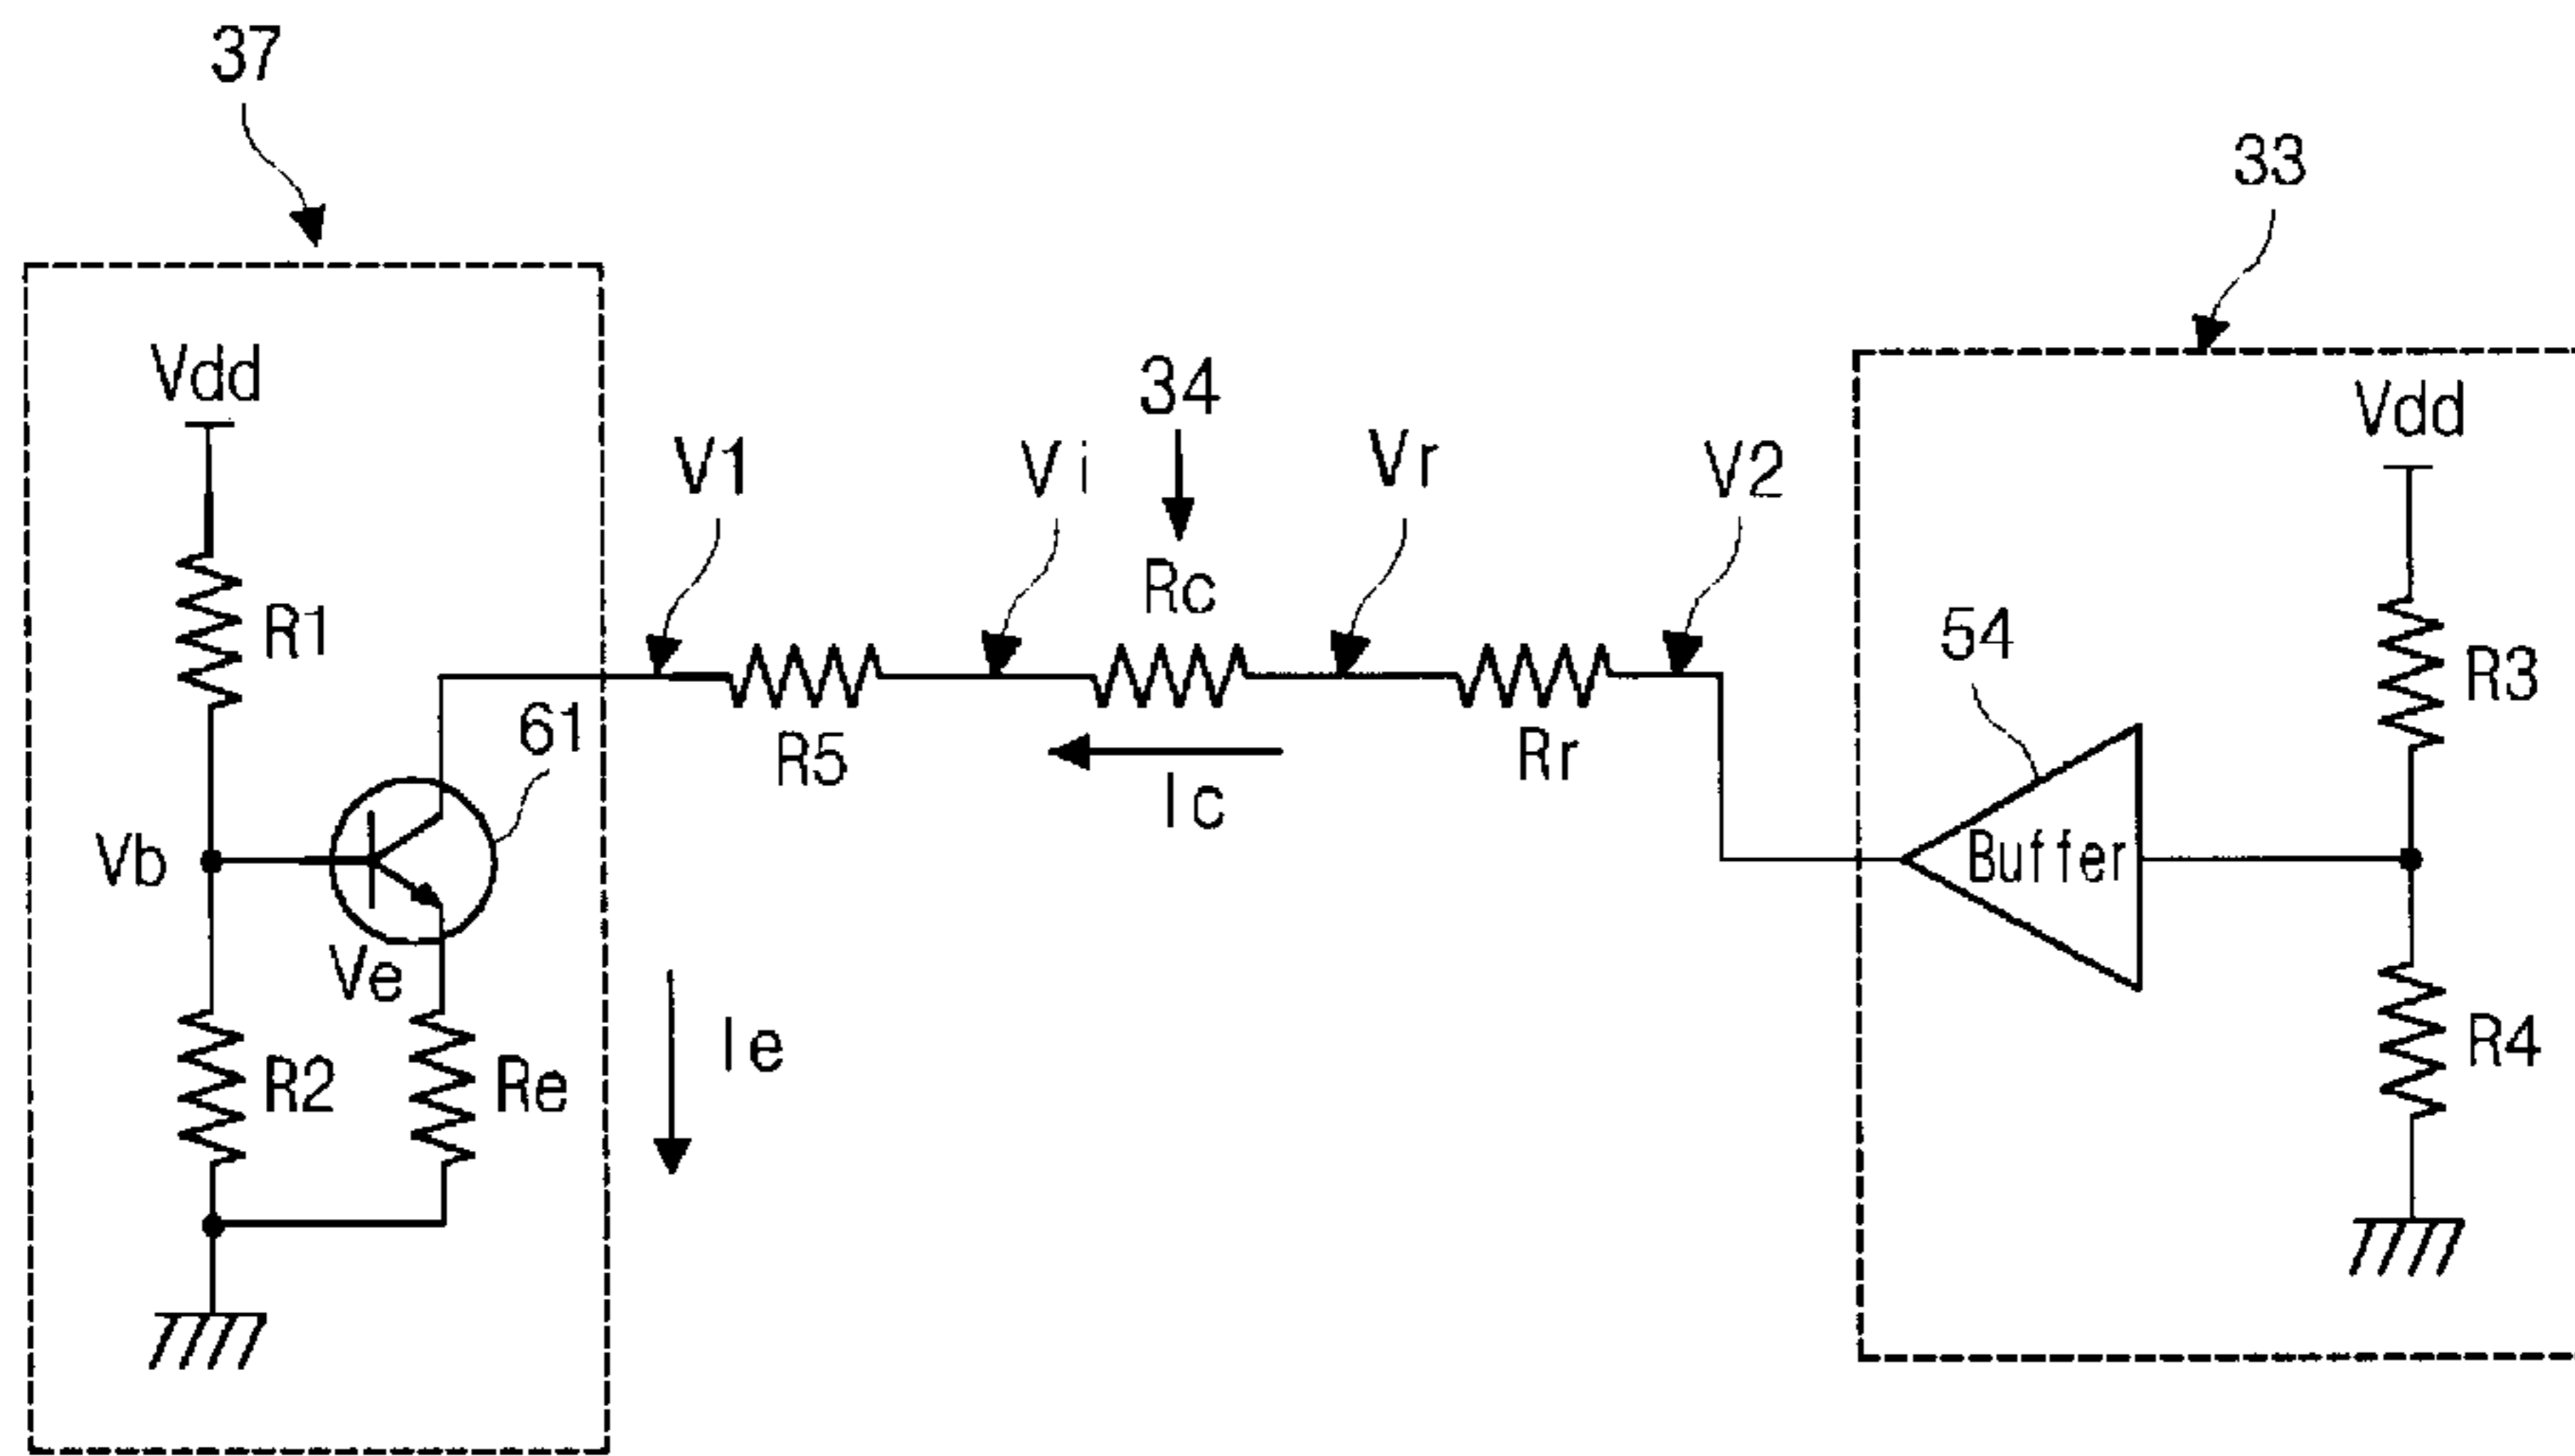 37
33
Vdd
34
Vdd
V1
Vi
Vr
V2
Rc
R1
54
R3
61
R5
Rr
Ic
Vb
Buffer
Ve
Ie
R2
Re
R4